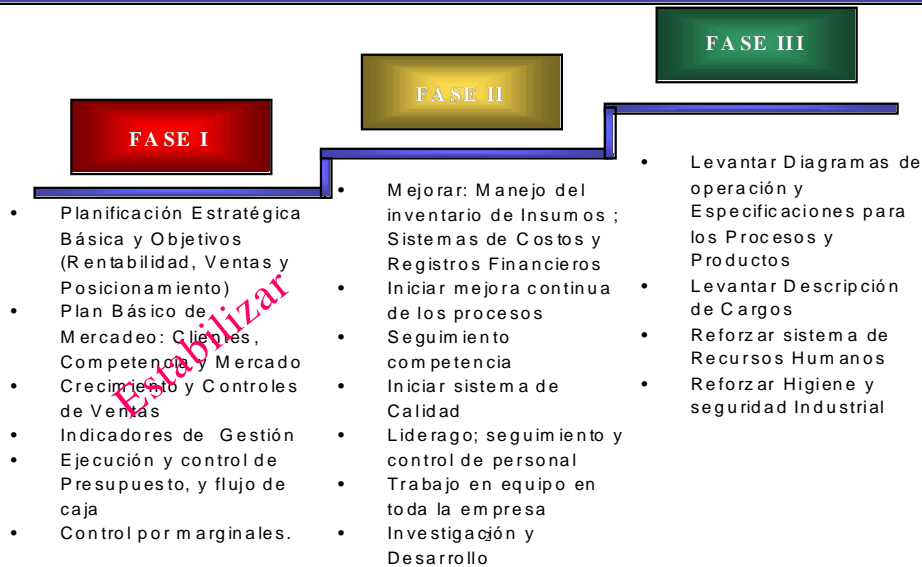 FASE I
• Planificación Estratégica
Básica y Objetivos
(Rentabilidad, Ventas y
Posicionamiento)
• Plan Básico de
Mercadeo: Clientes,
Competencia y Mercado
• Crecimiento y Controles
de Ventas
• Indicadores de Gestión
• Ejecución y control de
Presupuesto, y flujo de
caja
• Control por marginales.
Estabilizar
FASE II
• Mejorar: Manejo del
inventario de Insumos ;
Sistemas de Costos y
Registros Financieros
• Iniciar mejora continua
de los procesos
• Seguimiento
competencia
• Iniciar sistema de
Calidad
• Liderago; seguimiento y
control de personal
• Trabajo en equipo en
toda la empresa
• Investigación y
Desarrollo
2
FASE III
• Levantar Diagramas de
operación y
Especificaciones para
los Procesos y
Productos
• Levantar Descripción
de Cargos
• Reforzar sistema de
Recursos Humanos
• Reforzar Higiene y
seguridad Industrial